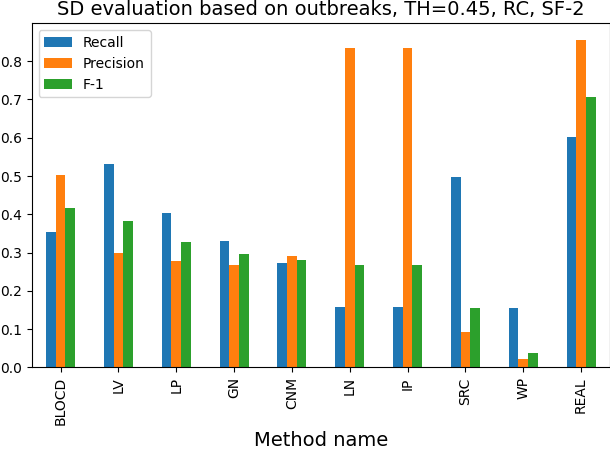 SD evaluation based on outbreaks, TH=0.45, RC, SF-2
Recall
Precision
F-1
0.8
0.7
0.6
0.5
0.4
0.3
0.2
0.1
0.0
BLOCD LV LP GN CNM LN IP SRC WP REAL
Method name